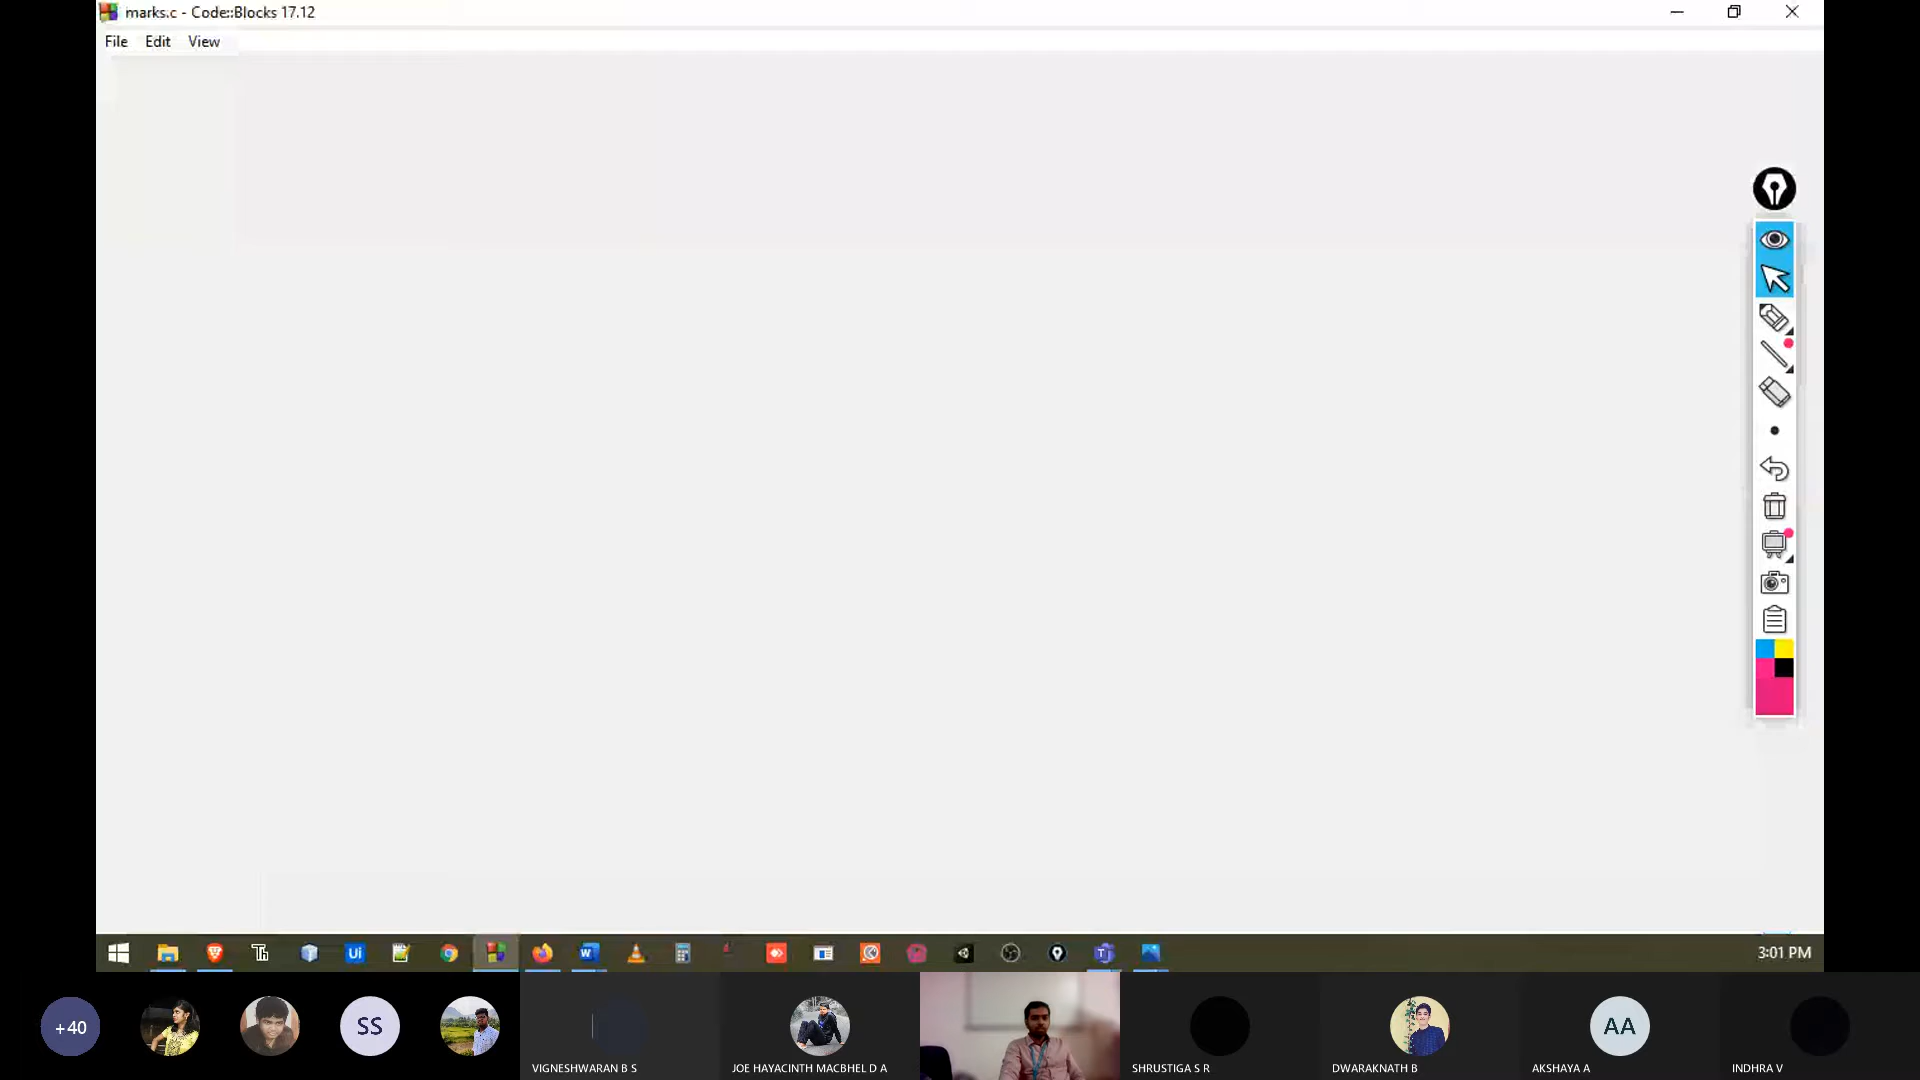 marks.c - Code::Blocks 17.12
File Edit View
Ui
W
T
3:01 PM
+40
SS
AA
VIGNESHWARAN B S
JOE HAYACINTH MACBHEL D A
SHRUSTIGA S R
DWARAKNATH B
AKSHAYA A
INDHRA V